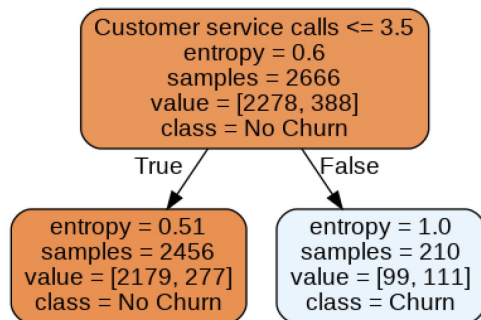 Customer service calls <= 3.5
entropy = 0.6
samples = 2666
value = [2278, 388]
class = No Churn
True
False
entropy = 0.51
samples = 2456
value = [2179, 277]
class = No Churn
entropy = 1.0
samples = 210
value = [99, 111]
class = Churn